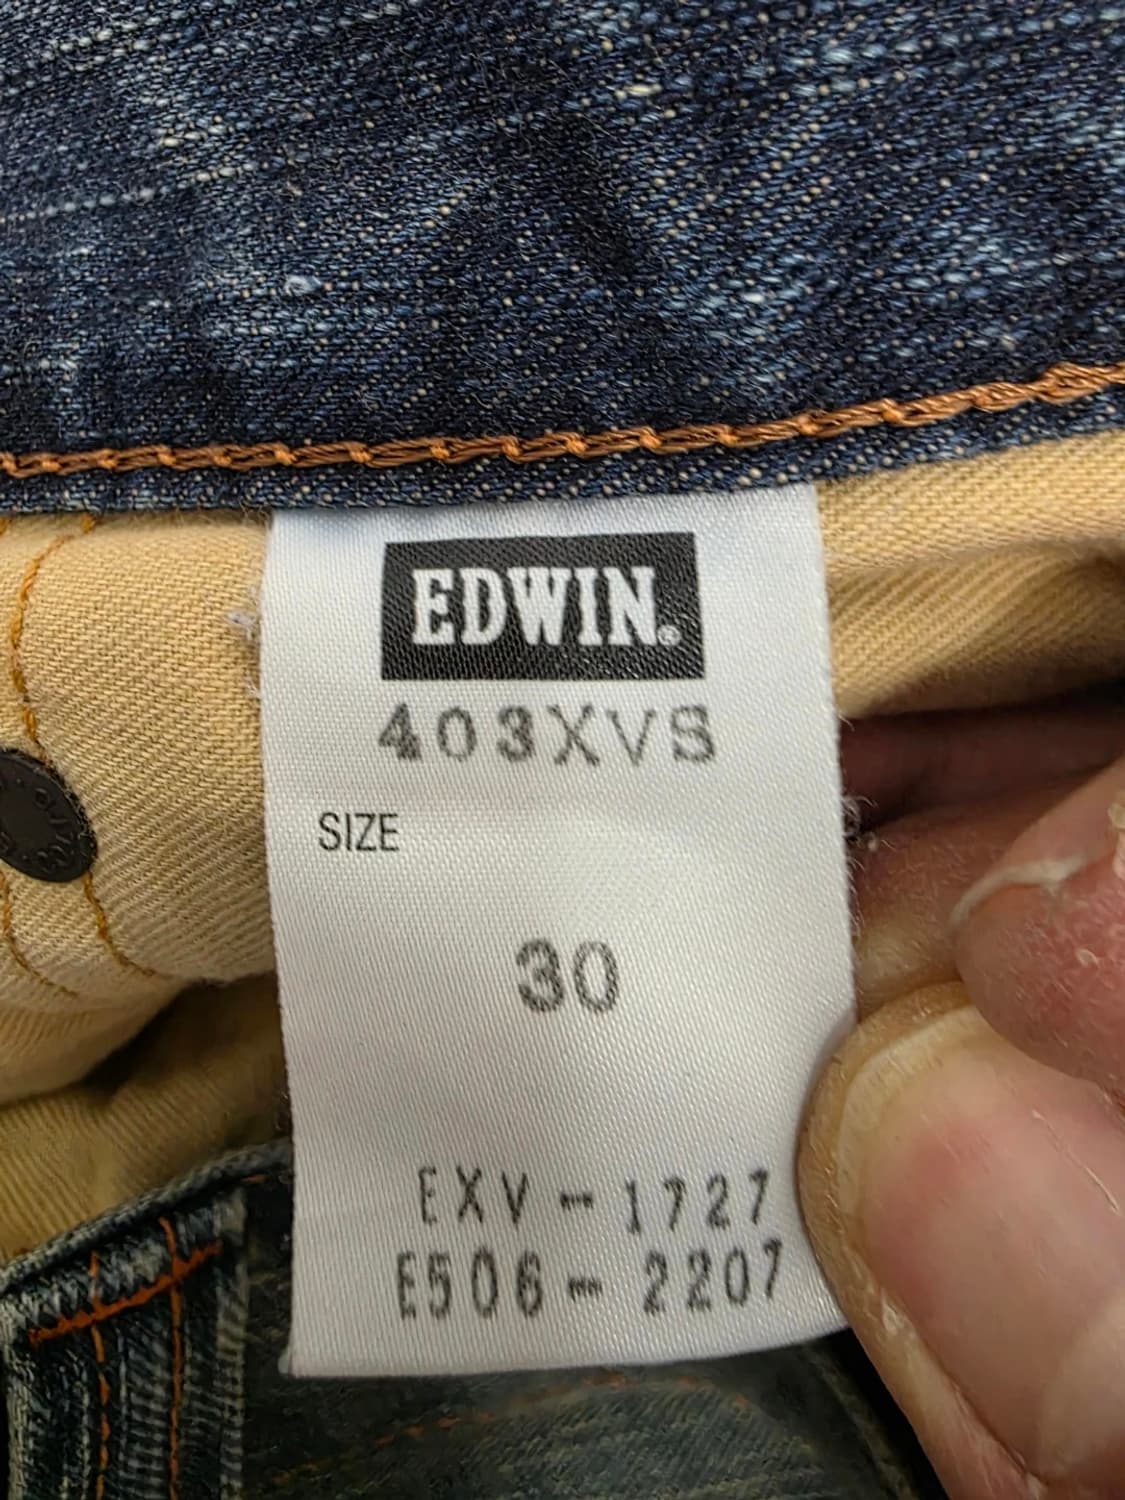 EDWIN.®
403XVS
SIZE
30
EXV-1727
E506-2207